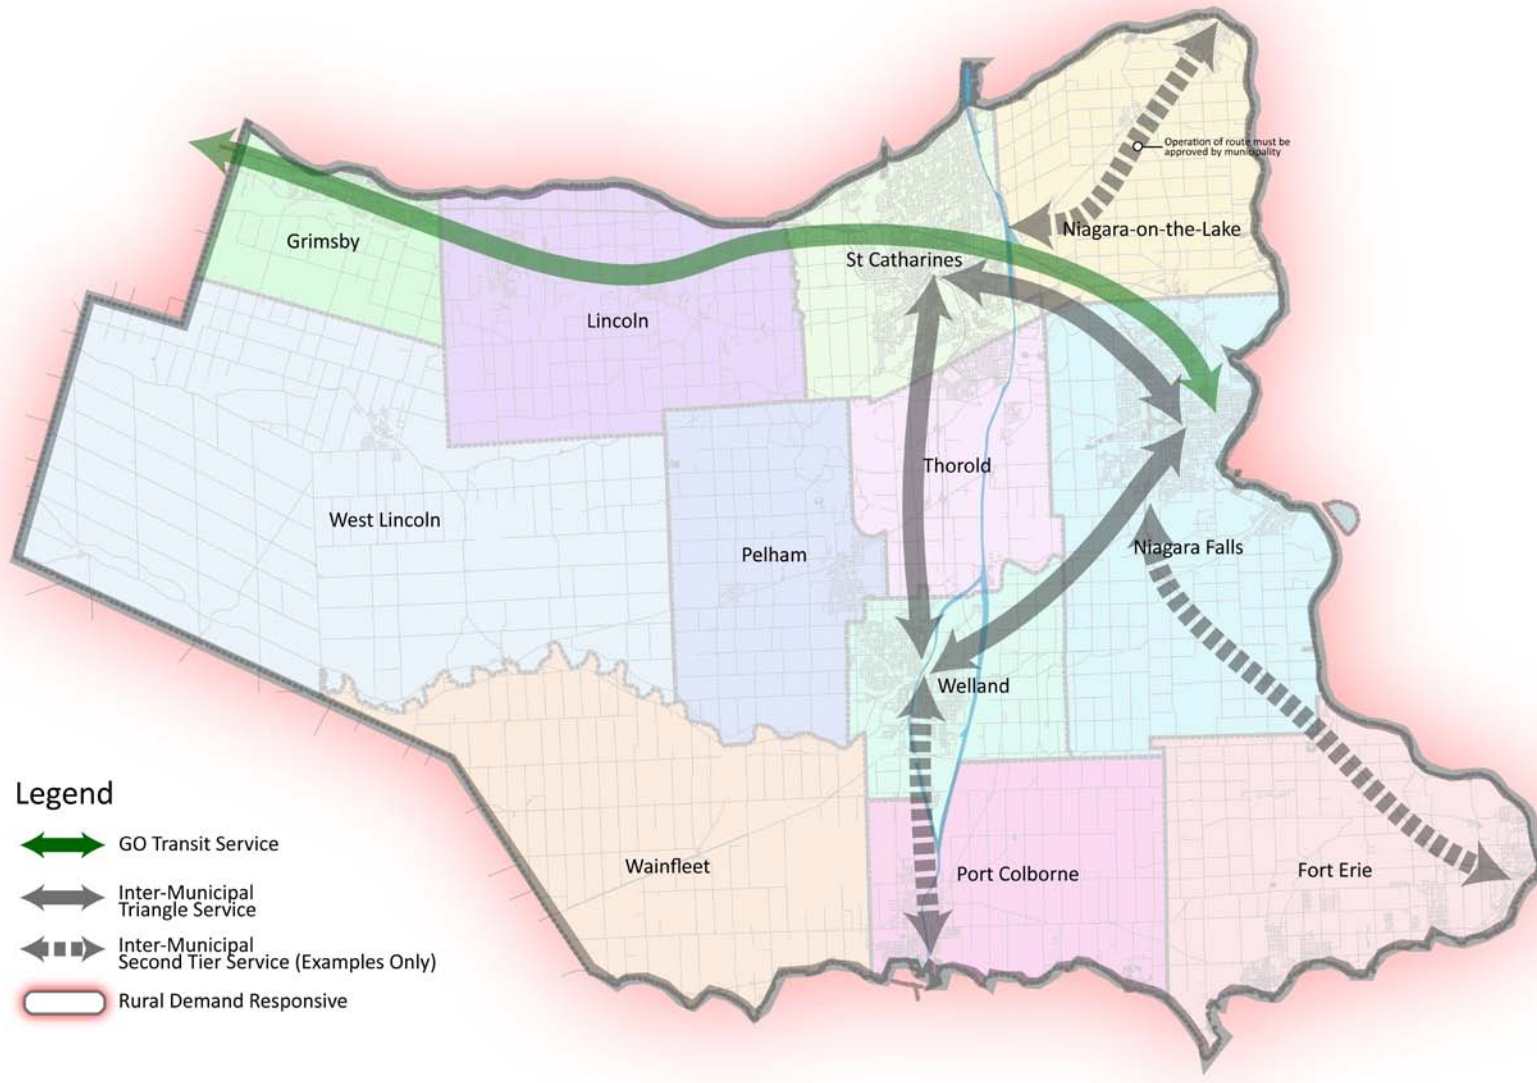 Operation of route must be
approved by municipality
Niagara-on-the-Lake
Grimsby
St Catharines
Lincoln
Thorold
West Lincoln
Niagara Falls
Pelham
Welland
Wainfleet
Port Colborne
Fort Erie
Legend
GO Transit Service
Inter-Municipal
Triangle Service
Inter-Municipal
Second Tier Service (Examples Only)
Rural Demand Responsive